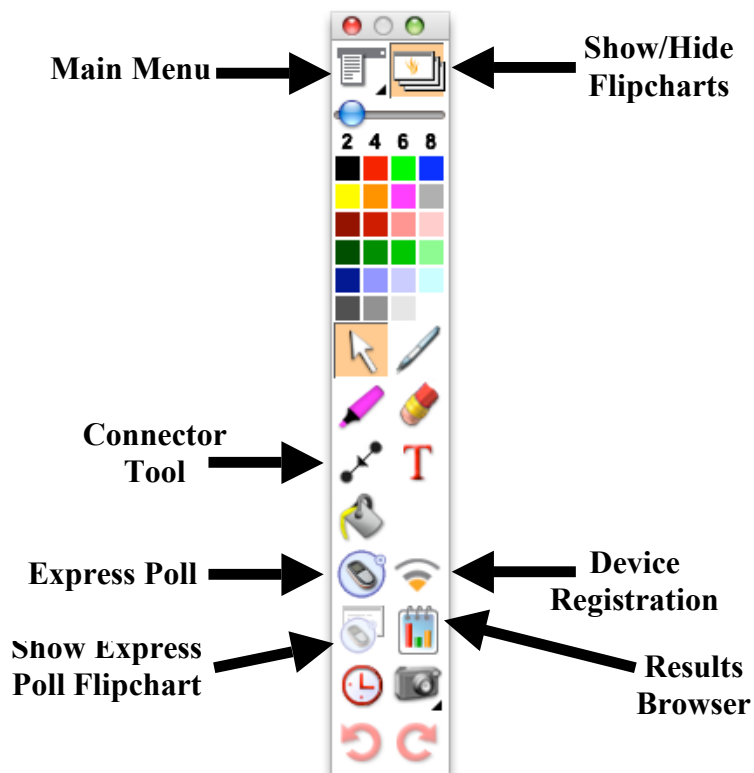 Main Menu
Show/Hide
Flipcharts
2 4 6 8
Connector
Tool
T
Express Poll
Device
Registration
Show Express
Poll Flipchart
Results
Browser